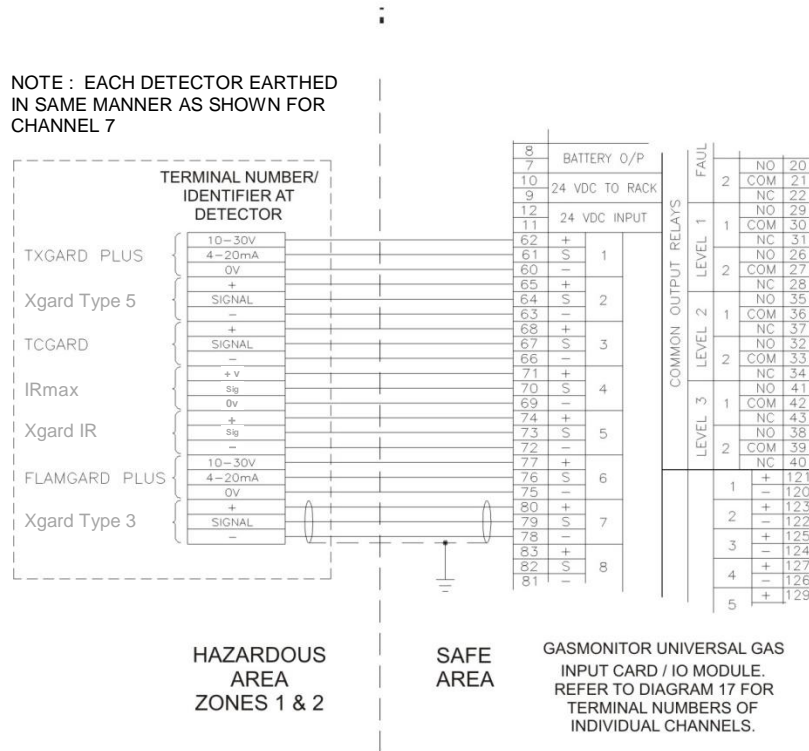 NOTE : EACH DETECTOR EARTHED
IN SAME MANNER AS SHOWN FOR
CHANNEL 7
TERMINAL NUMBER/
IDENTIFIER AT
DETECTOR
TXGARD PLUS
10-30V
4-20mA
0V
Xgard Type 5
+
SIGNAL
-
TCGARD
+
SIGNAL
-
IRmax
+ v
Sig
0v
Xgard IR
+
Sig
-
FLAMGARD PLUS
10-30V
4-20mA
0V
Xgard Type 3
+
SIGNAL
-
8
7
BATTERY O/P
10
9
24 VDC TO RACK
12
11
24 VDC INPUT
62 +
61 S 1
60 -
65 +
64 S 2
63 -
68 +
67 S 3
66 -
71 +
70 S 4
69 -
74 +
73 S 5
72 -
77 +
76 S 6
75 -
80 +
79 S 7
78 -
83 +
82 S 8
81 -
COMMON OUTPUT RELAYS
FAUL
2
NO 20
COM 21
NC 22
LEVEL 1
1
NO 29
COM 30
NC 31
2
NO 26
COM 27
NC 28
LEVEL 2
1
NO 35
COM 36
NC 37
2
NO 32
COM 33
NC 34
LEVEL 3
1
NO 41
COM 42
NC 43
2
NO 38
COM 39
NC 40
1
+ 121
- 120
2
+ 123
- 122
3
+ 125
- 124
4
+ 127
- 126
5
+ 129
HAZARDOUS
AREA
ZONES 1 & 2
SAFE
AREA
GASMONITOR UNIVERSAL GAS
INPUT CARD / IO MODULE.
REFER TO DIAGRAM 17 FOR
TERMINAL NUMBERS OF
INDIVIDUAL CHANNELS.